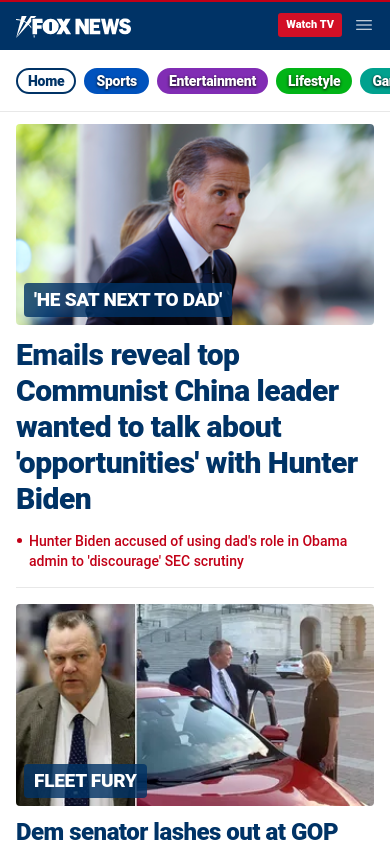 FOX NEWS
Watch TV
Home
Sports
Entertainment
Lifestyle
'HE SAT NEXT TO DAD'
Emails reveal top
Communist China leader
wanted to talk about
'opportunities' with Hunter
Biden
Hunter Biden accused of using dad's role in Obama
admin to 'discourage' SEC scrutiny
FLEET FURY
Dem senator lashes out at GOP